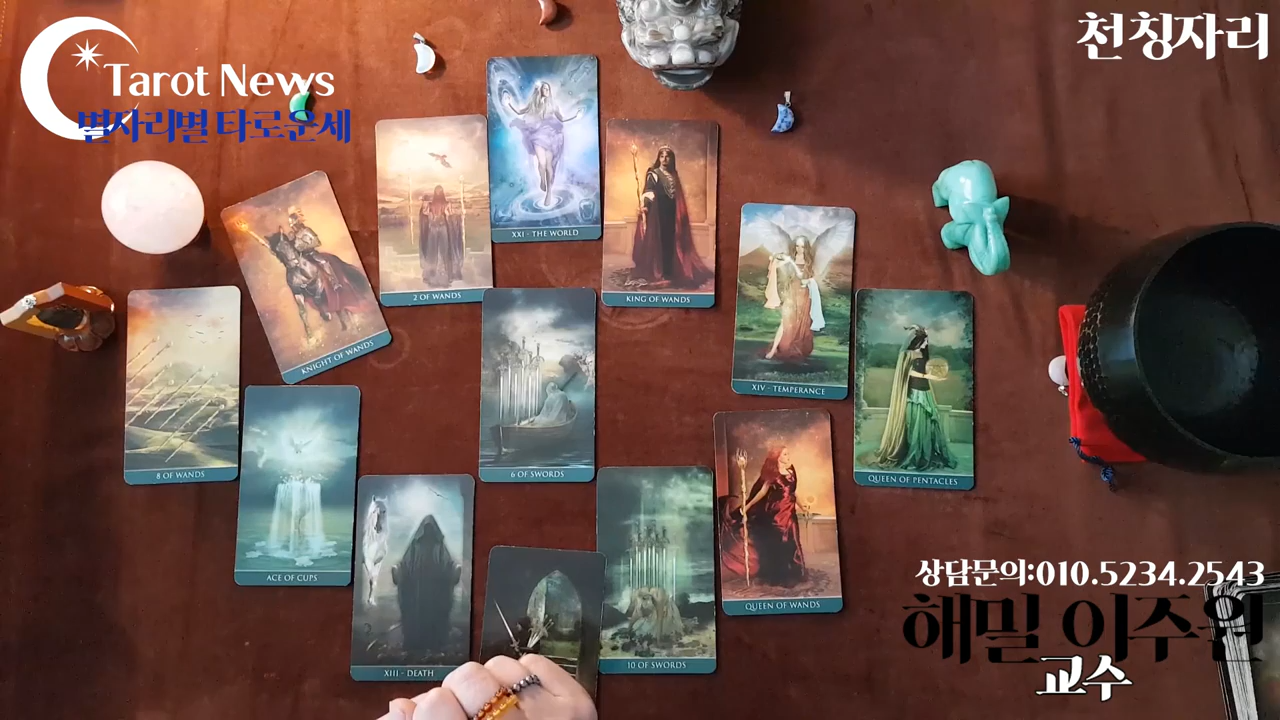 천칭자리
Tarot News
별자리별 타로운세
XXI - THE WORLD
2 OF WANDS
KING OF WANDS
KNIGHT OF WANDS
XIV - TEMPERANCE
8 OF WANDS
6 OF SWORDS
QUEEN OF PENTACLES
ACE OF CUPS
QUEEN OF WANDS
XIII - DEATH
10 OF SWORDS
상담문의:010.5234.2543
해밀 이주원
교수